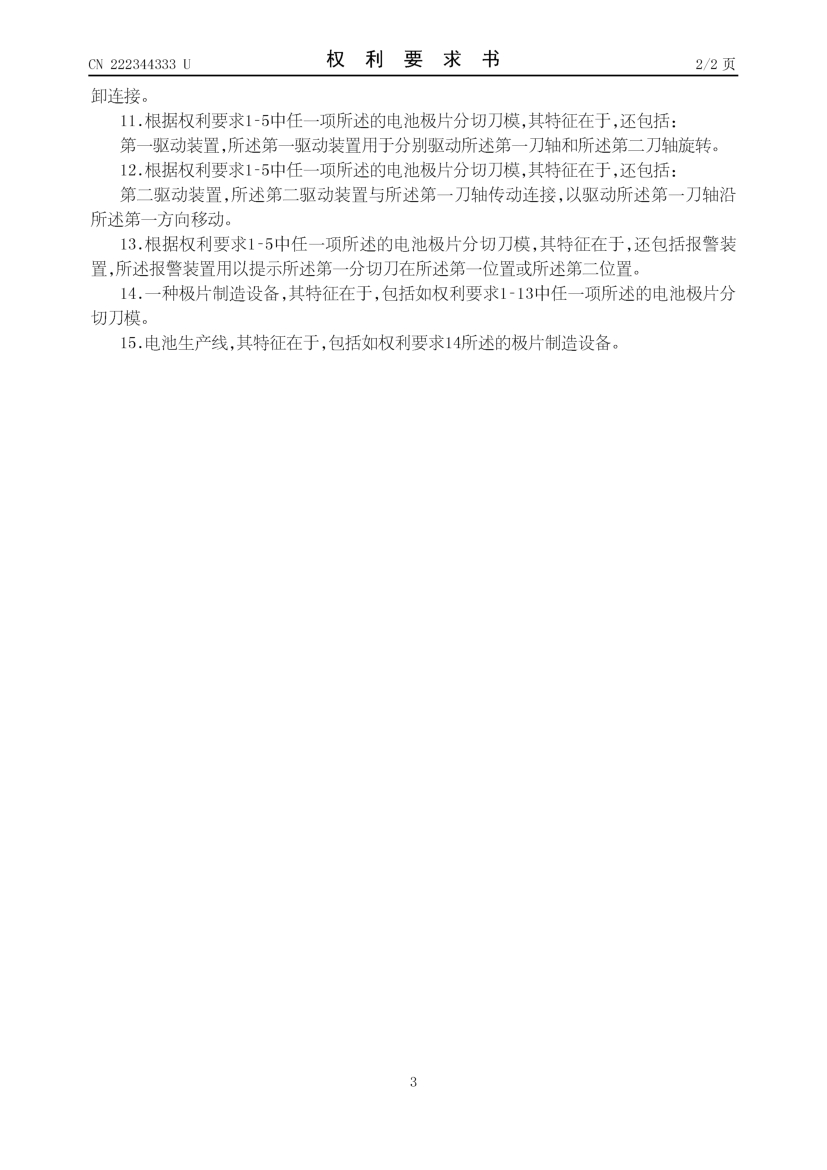 CN 222344333 U
权利要求书
2/2 页
卸连接。
11.根据权利要求1-5中任一项所述的电池极片分切刀模,其特征在于,还包括:
第一驱动装置,所述第一驱动装置用于分别驱动所述第一刀轴和所述第二刀轴旋转。
12.根据权利要求1-5中任一项所述的电池极片分切刀模,其特征在于,还包括:
第二驱动装置,所述第二驱动装置与所述第一刀轴传动连接,以驱动所述第一刀轴沿
所述第一方向移动。
13.根据权利要求1-5中任一项所述的电池极片分切刀模,其特征在于,还包括报警装
置,所述报警装置用以提示所述第一分切刀在所述第一位置或所述第二位置。
14.一种极片制造设备,其特征在于,包括如权利要求1-13中任一项所述的电池极片分
切刀模。
15.电池生产线,其特征在于,包括如权利要求14所述的极片制造设备。
3